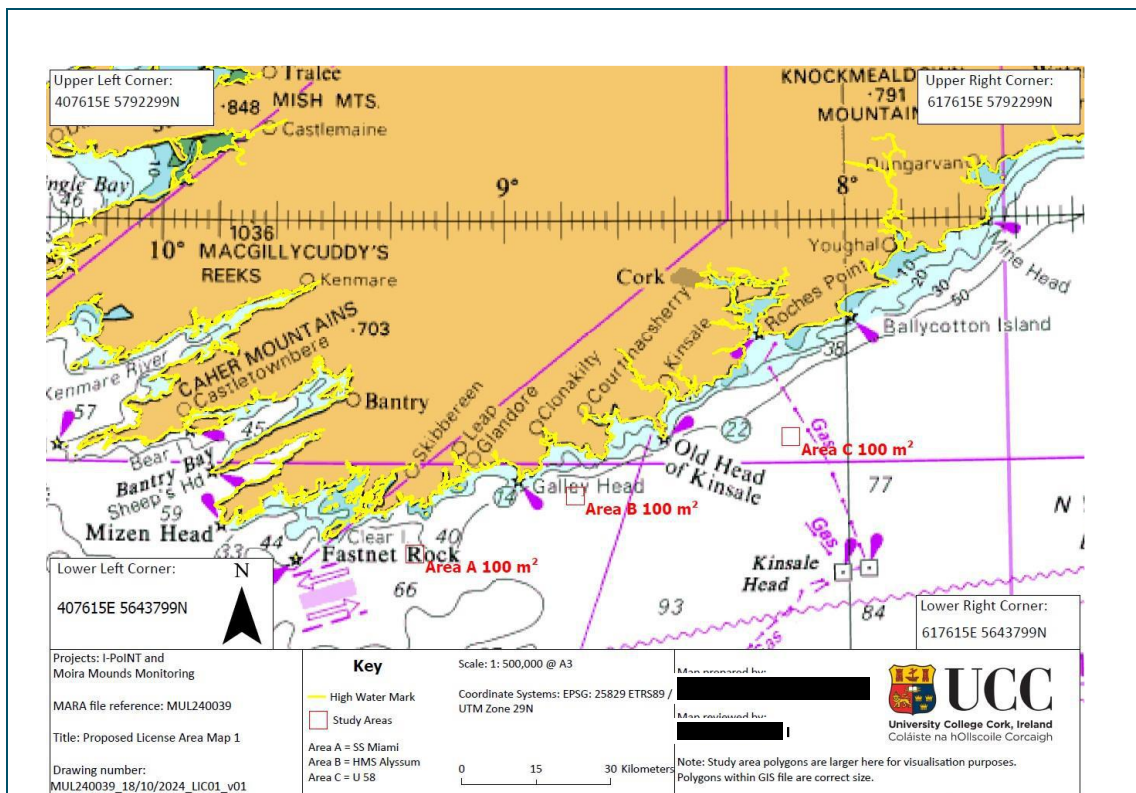 Upper Left Corner:
407615E 5792299N
Upper Right Corner:
617615E 5792299N
Tralee
MISH MTS.
848
Castlemaine
KNOCKMEALDOWN
791
Dungarvan
46
9°
8°
10°
1036
MACGILLYCUDDY'S
REEKS
Kenmare
Youghal
Mine Head
Cork
Roches Point
10
20
30
50
CAHER MOUNTAINS
703
Castletownbere
Kenmare River
57
Bantry
45
Skibbereen
Leap
Glandore
Clonakilty
Courtmacsherry
Kinsale
Ballycotton Island
38
22
Gas
Area C 100 m²
Bear I
Bantry Bay
Sheep's Hd
59
Mizen Head
Old Head
of Kinsale
77
14
Galley Head
Area B 100 m²
33
44
Clear I.
40
Fastnet Rock
Area A 100 m²
66
Gas
Kinsale
Head
93
84
Gas
N
Lower Left Corner:
407615E 5643799N
N
Lower Right Corner:
617615E 5643799N
Projects: I-PoINT and
Moira Mounds Monitoring
MARA file reference: MUL240039
Title: Proposed License Area Map 1
Drawing number:
MUL240039_18/10/2024_LIC01_v01
Key
High Water Mark
Study Areas
Area A = SS Miami
Area B = HMS Alyssum
Area C = U 58
Scale: 1: 500,000 @ A3
Coordinate Systems: EPSG: 25829 ETRS89 /
UTM Zone 29N
0 15 30 Kilometers
Map prepared by:
Map reviewed by:
UCC
University College Cork, Ireland
Coláiste na hOllscoile Corcaigh
Note: Study area polygons are larger here for visualisation purposes.
Polygons within GIS file are correct size.